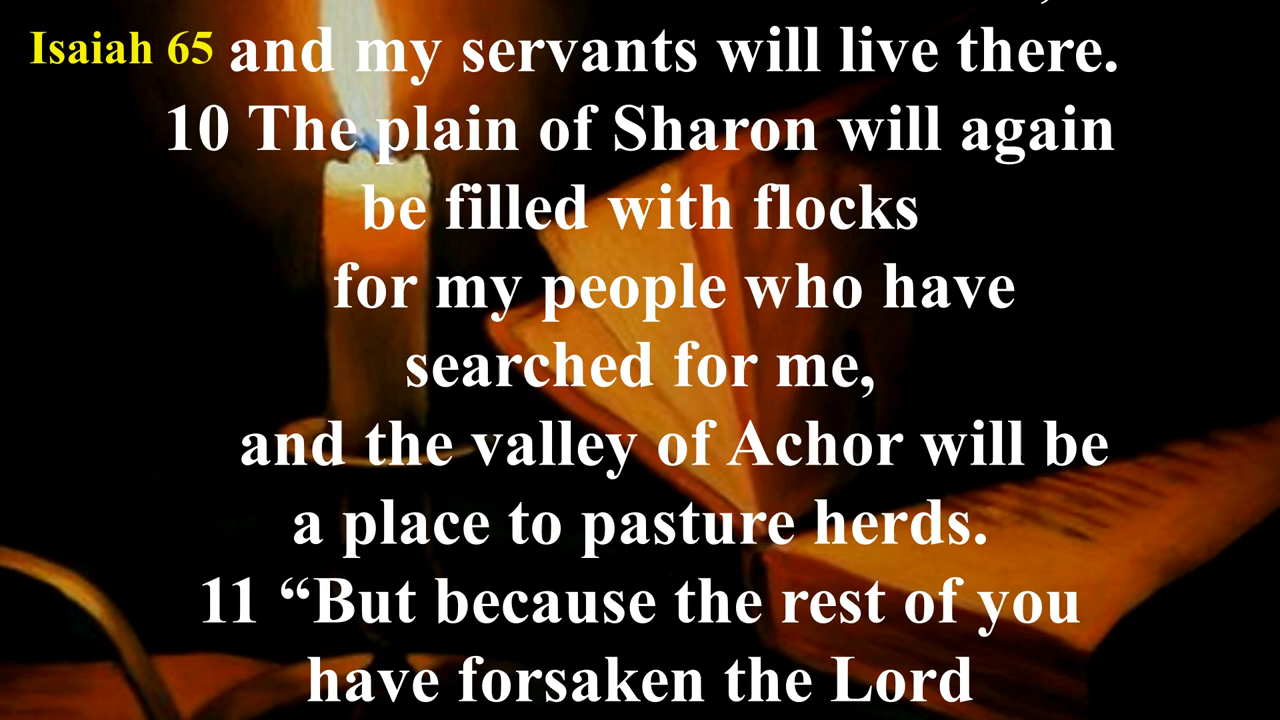 Isaiah 65 and my servants will live there.
10 The plain of Sharon will again
be filled with flocks
for my people who have
searched for me,
and the valley of Achor will be
a place to pasture herds.
11 “But because the rest of you
have forsaken the Lord